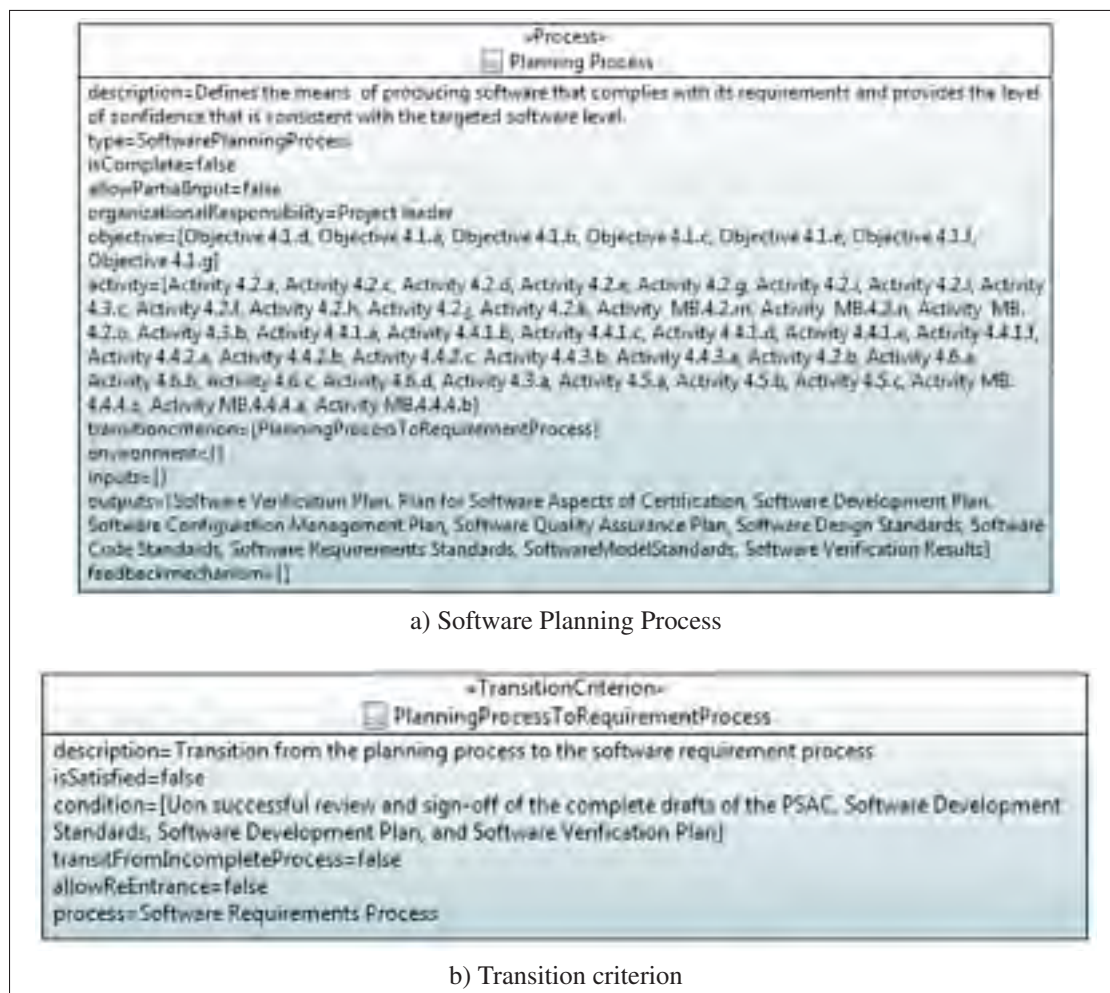 «Process»
Planning Process
description=Defines the means of producing software that complies with its requirements and provides the level
of confidence that is consistent with the targeted software level.
type=SoftwarePlanningProcess
isComplete=false
allowPartialInput=false
organizationalResponsibility=Project leader
objective=[Objective 4.1.d, Objective 4.1.a, Objective 4.1.b, Objective 4.1.c, Objective 4.1.e, Objective 4.1.f,
Objective 4.1.g]
activity=[Activity 4.2.a, Activity 4.2.c, Activity 4.2.d, Activity 4.2.e, Activity 4.2.g, Activity 4.2.i, Activity 4.2.l, Activity
4.3.c, Activity 4.2.f, Activity 4.2.h, Activity 4.2.j, Activity 4.2.k, Activity MB.4.2.m, Activity MB.4.2.n, Activity MB.
4.2.o, Activity 4.3.b, Activity 4.4.1.a, Activity 4.4.1.b, Activity 4.4.1.c, Activity 4.4.1.d, Activity 4.4.1.e, Activity 4.4.1.f,
Activity 4.4.2.a, Activity 4.4.2.b, Activity 4.4.2.c, Activity 4.4.3.b, Activity 4.4.3.a, Activity 4.2.b, Activity 4.6.a,
Activity 4.6.b, Activity 4.6.c, Activity 4.6.d, Activity 4.3.a, Activity 4.5.a, Activity 4.5.b, Activity 4.5.c, Activity MB.
Activity MB.4.4.4.a, Activity MB.4.4.4.b]
transitioncriterion=[PlanningProcessToRequirementProcess]
environment=[]
inputs=[]
outputs=[Software Verification Plan, Plan for Software Aspects of Certification, Software Development Plan,
Software Configuration Management Plan, Software Quality Assurance Plan, Software Design Standards, Software
Code Standards, Software Requirements Standards, SoftwareModelStandards, Software Verification Results]
feedbackmechanism=[]
a) Software Planning Process
«TransitionCriterion»
PlanningProcessToRequirementProcess
description=Transition from the planning process to the software requirement process
isSatisfied=false
condition=[Uon successful review and sign-off of the complete drafts of the PSAC, Software Development
Standards, Software Development Plan, and Software Verification Plan]
transitFromIncompleteProcess=false
allowReEntrance=false
process=Software Requirements Process
b) Transition criterion